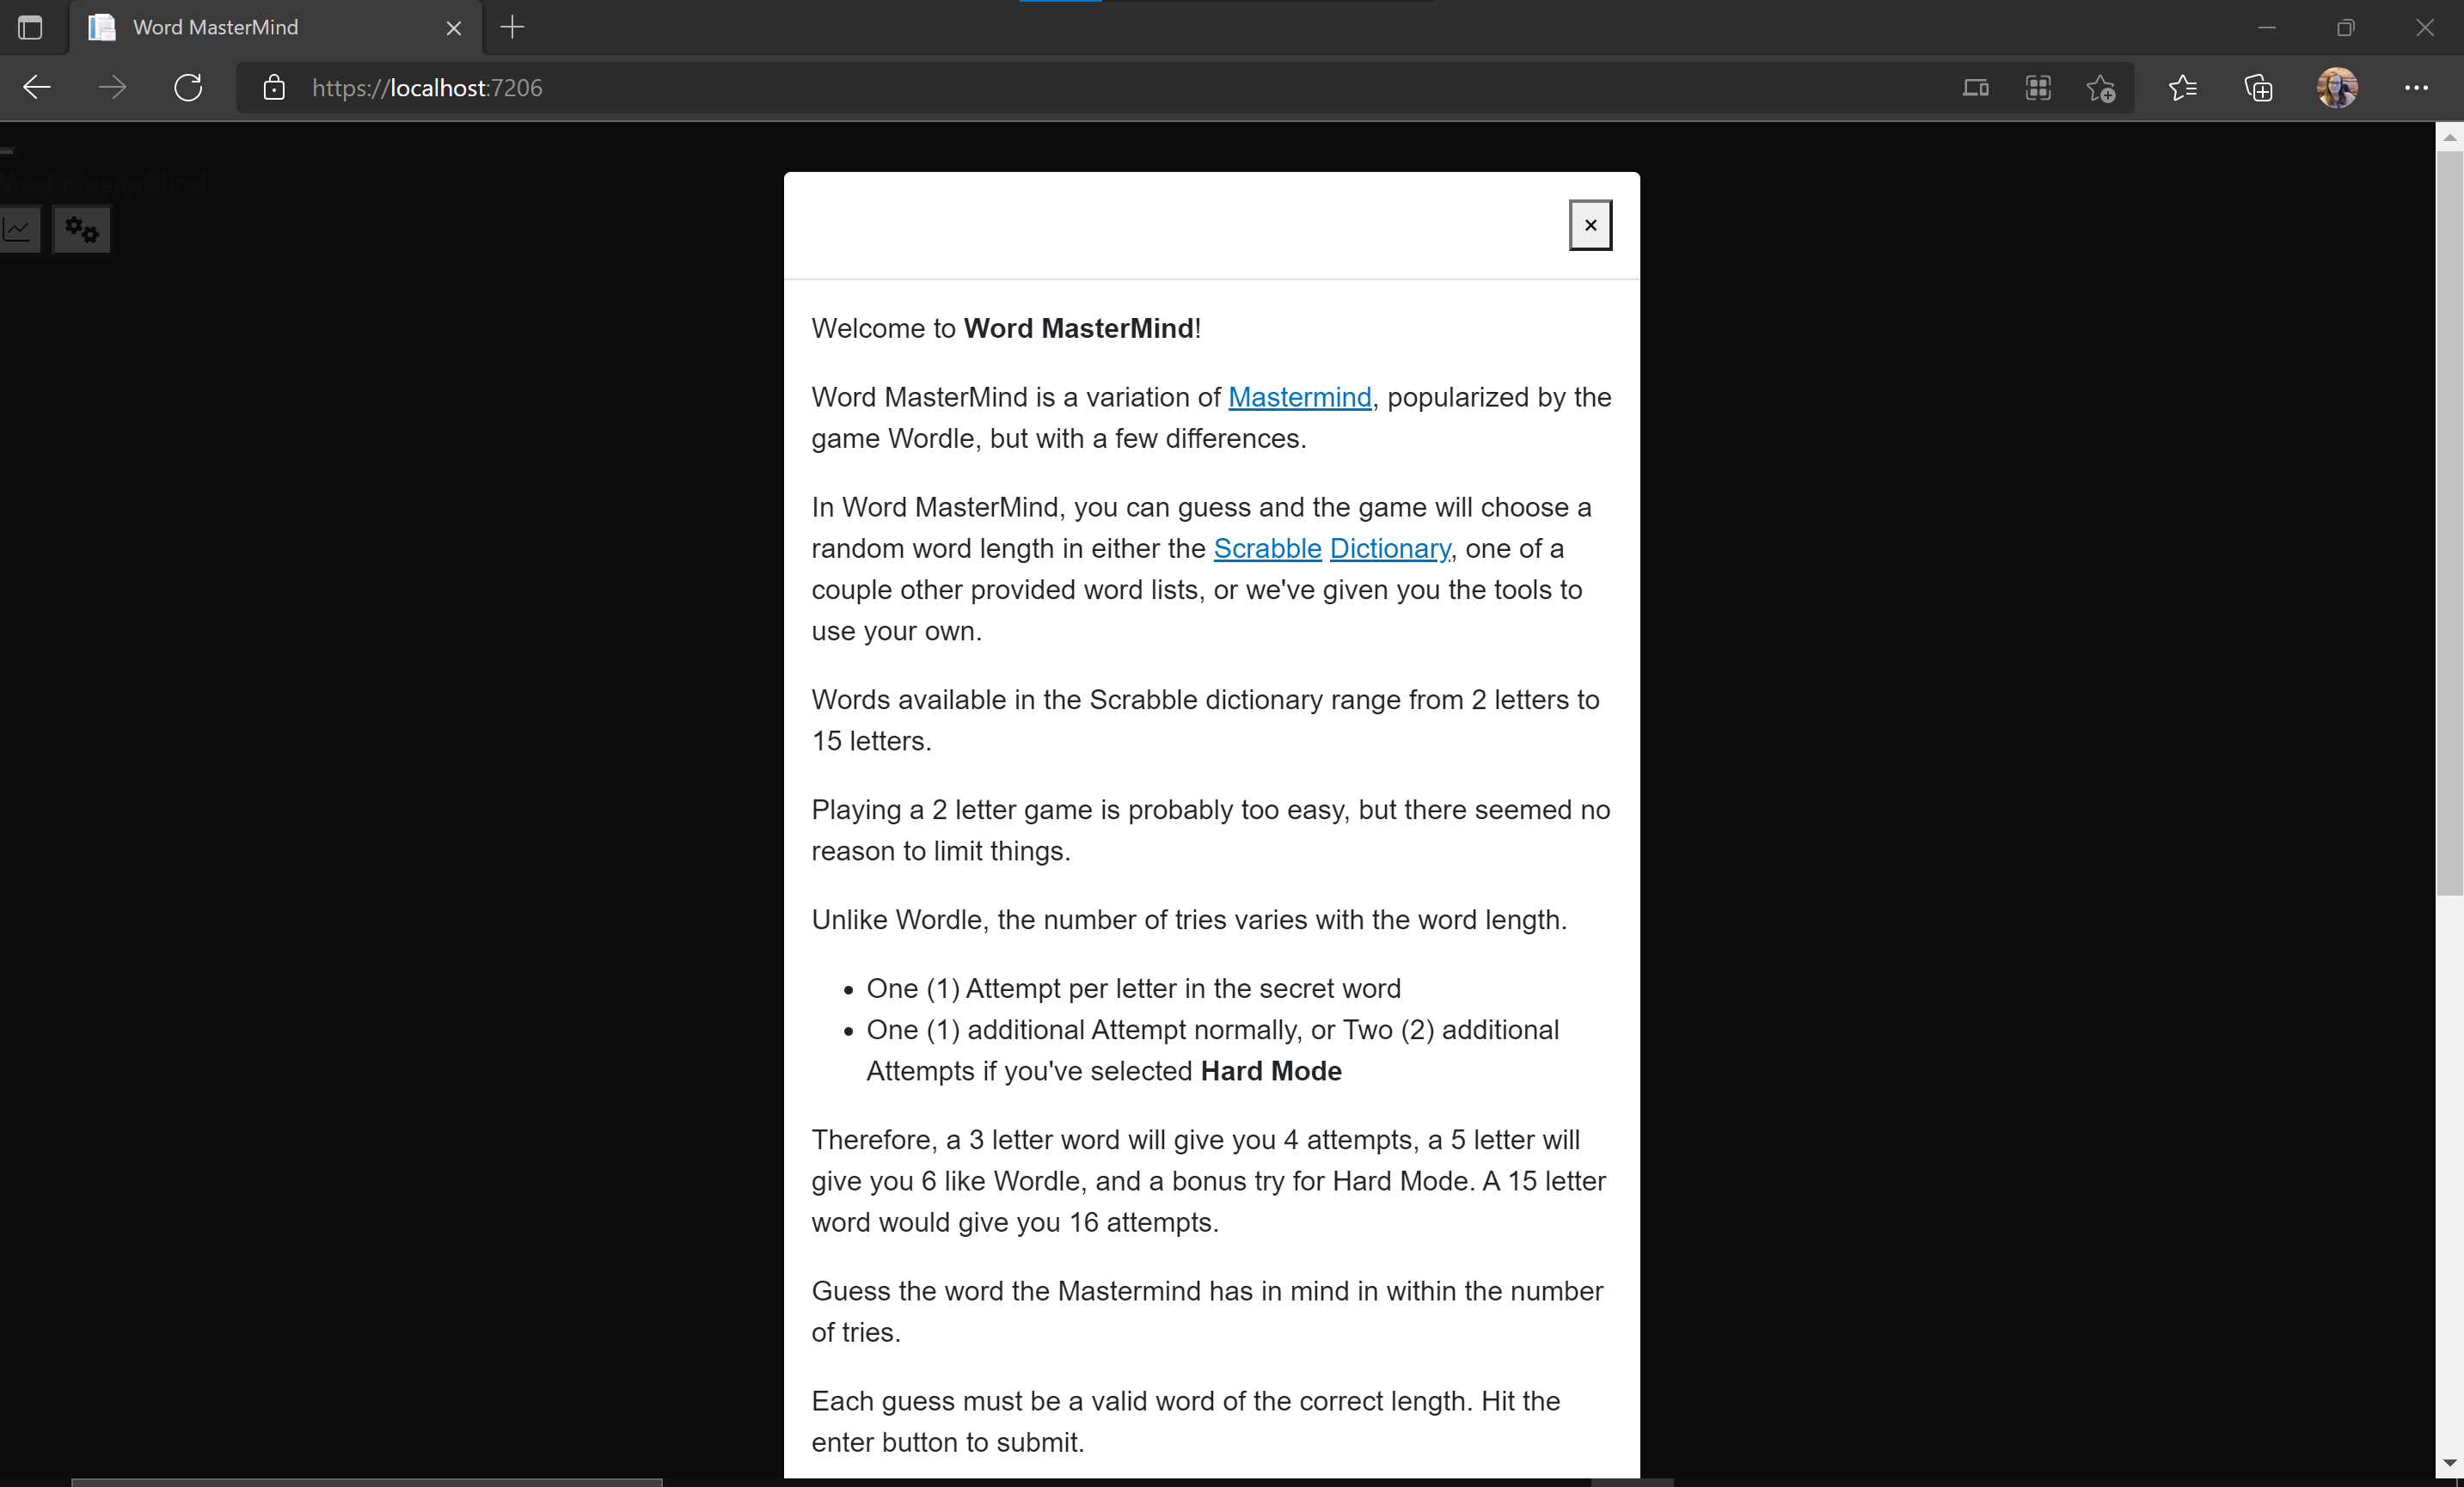 Word MasterMind
https://localhost:7206
Word MasterMind
×
Welcome to Word MasterMind!
Word MasterMind is a variation of Mastermind, popularized by the
game Wordle, but with a few differences.
In Word MasterMind, you can guess and the game will choose a
random word length in either the Scrabble Dictionary, one of a
couple other provided word lists, or we've given you the tools to
use your own.
Words available in the Scrabble dictionary range from 2 letters to
15 letters.
Playing a 2 letter game is probably too easy, but there seemed no
reason to limit things.
Unlike Wordle, the number of tries varies with the word length.
• One (1) Attempt per letter in the secret word
• One (1) additional Attempt normally, or Two (2) additional
Attempts if you've selected Hard Mode
Therefore, a 3 letter word will give you 4 attempts, a 5 letter will
give you 6 like Wordle, and a bonus try for Hard Mode. A 15 letter
word would give you 16 attempts.
Guess the word the Mastermind has in mind in within the number
of tries.
Each guess must be a valid word of the correct length. Hit the
enter button to submit.